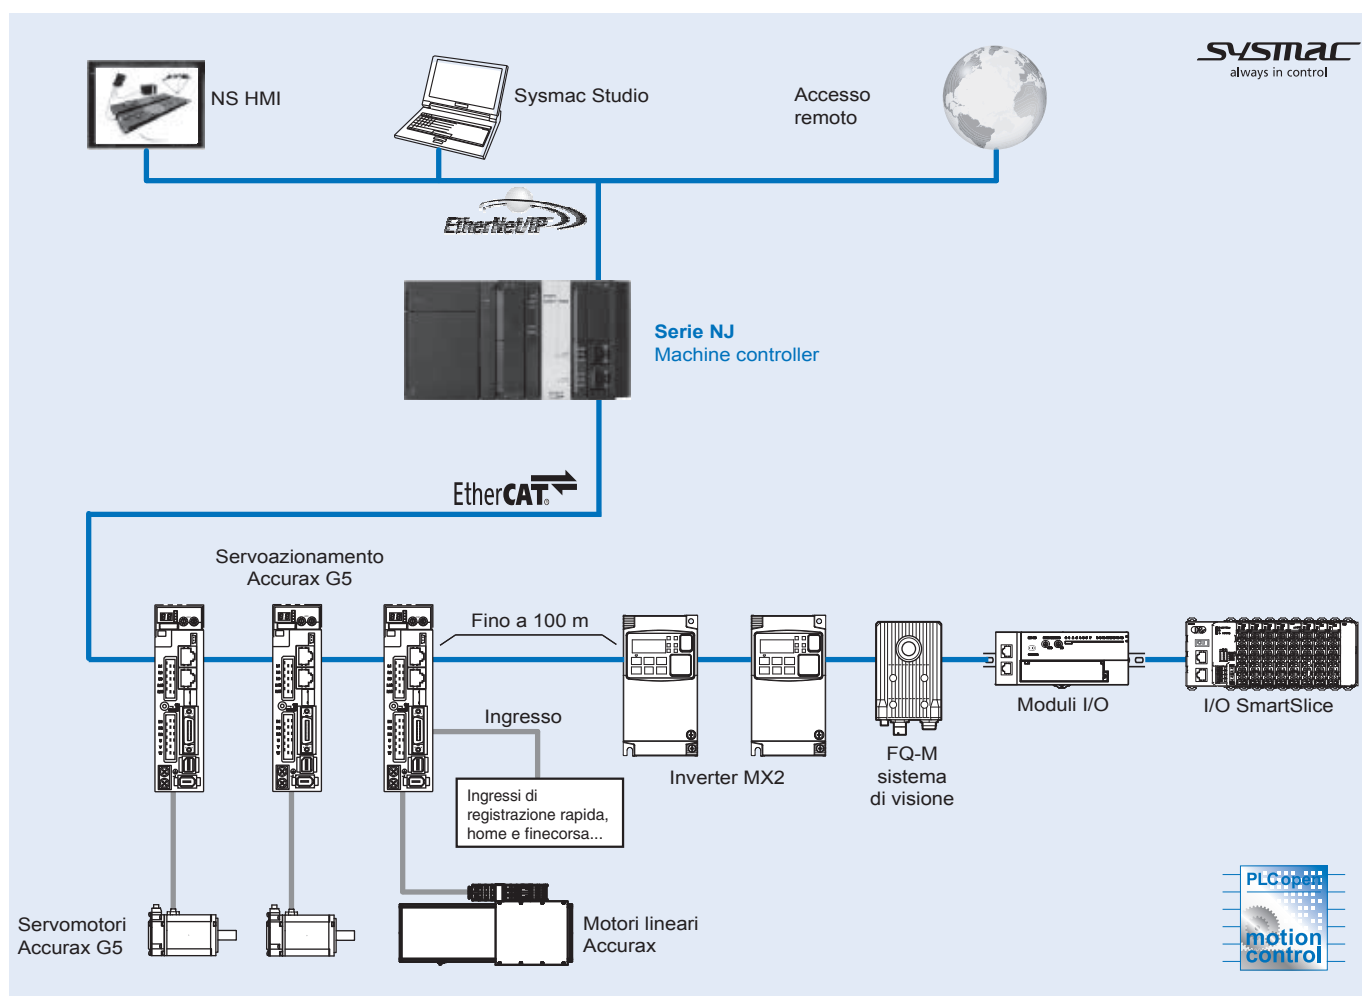 sysmac
always in control
NS HMI
Sysmac Studio
Accesso
remoto
EtherNet/IP
Serie NJ
Machine controller
EtherCAT
Servoazionamento
Accurax G5
Fino a 100 m
Ingresso
Ingressi di
registrazione rapida,
home e finecorsa...
Inverter MX2
FQ-M
sistema
di visione
Moduli I/O
I/O SmartSlice
Servomotori
Accurax G5
Motori lineari
Accurax
PLCopen
motion
control